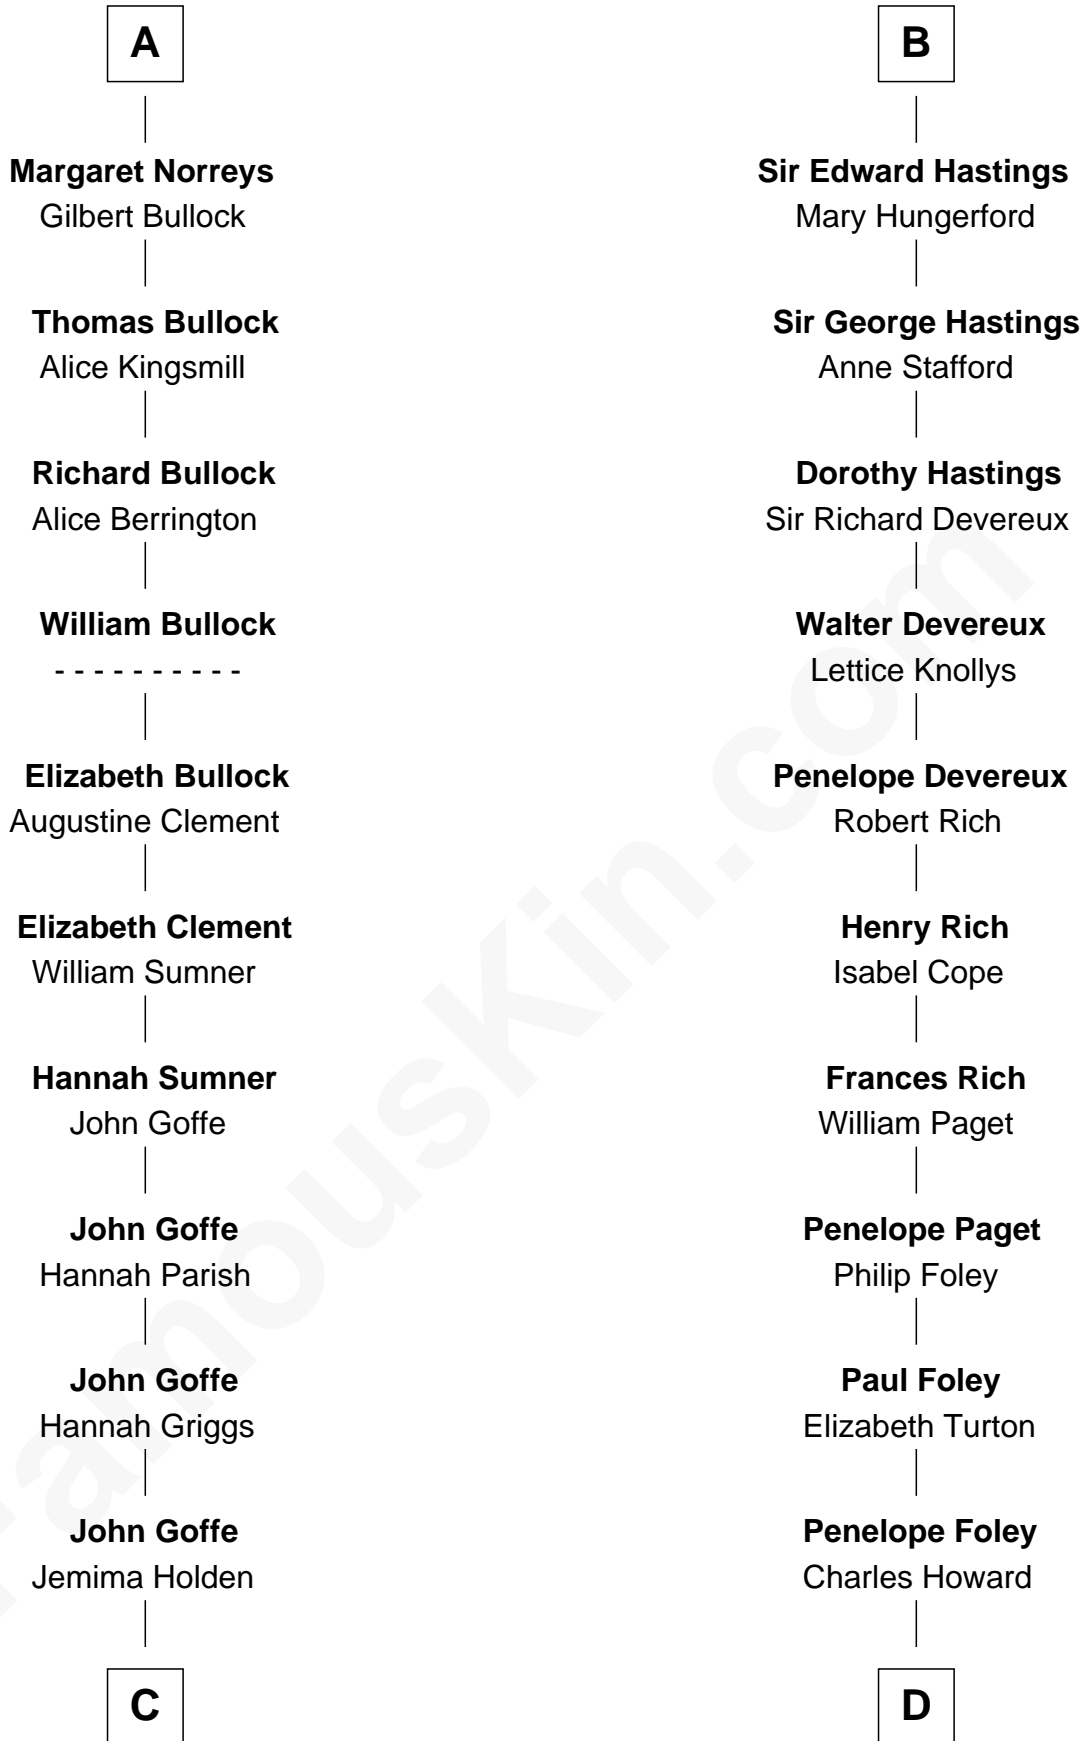 A
Margaret Norreys
Gilbert Bullock
Thomas Bullock
Alice Kingsmill
Richard Bullock
Alice Berrington
William Bullock
- - - - - - - - - -
Elizabeth Bullock
Augustine Clement
Elizabeth Clement
William Sumner
Hannah Sumner
John Goffe
John Goffe
Hannah Parish
John Goffe
Hannah Griggs
John Goffe
Jemima Holden
C
B
Sir Edward Hastings
Mary Hungerford
Sir George Hastings
Anne Stafford
Dorothy Hastings
Sir Richard Devereux
Walter Devereux
Lettice Knollys
Penelope Devereux
Robert Rich
Henry Rich
Isabel Cope
Frances Rich
William Paget
Penelope Paget
Philip Foley
Paul Foley
Elizabeth Turton
Penelope Foley
Charles Howard
D
FamousKin.com